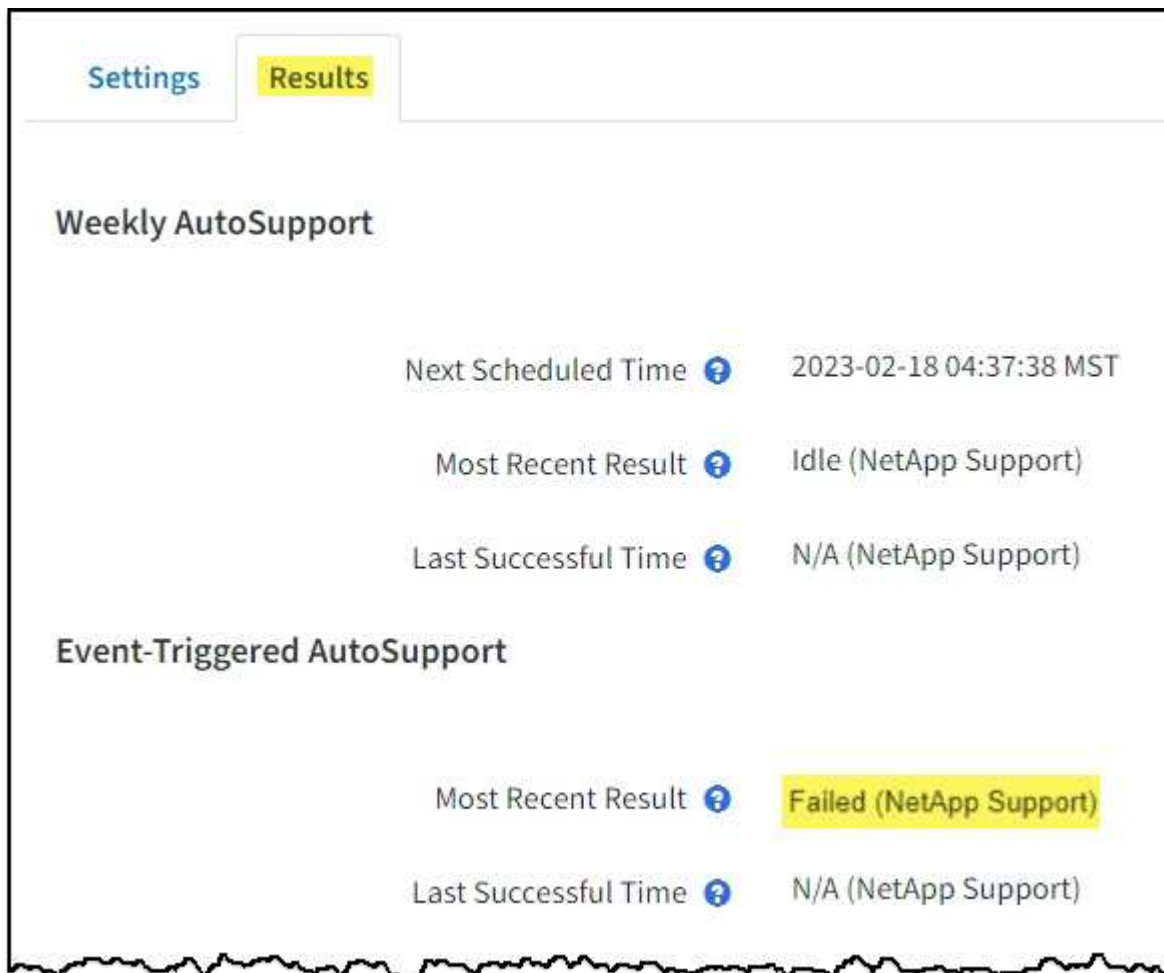 Settings Results
Weekly AutoSupport
Next Scheduled Time ? 2023-02-18 04:37:38 MST
Most Recent Result ? Idle (NetApp Support)
Last Successful Time ? N/A (NetApp Support)
Event-Triggered AutoSupport
Most Recent Result ? Failed (NetApp Support)
Last Successful Time ? N/A (NetApp Support)